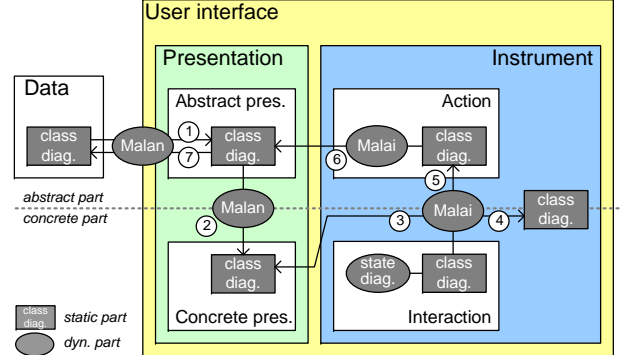 User interface
Presentation
Instrument
Data
Abstract pres.
Action
class
diag.
Malan
1
7
class
diag.
6
Malai
class
diag.
5
abstract part
concrete part
2
Malan
3
Malai
4
class
diag.
class
diag.
state
diag.
class
diag.
Concrete pres.
Interaction
class
diag.
static part
dyn. part